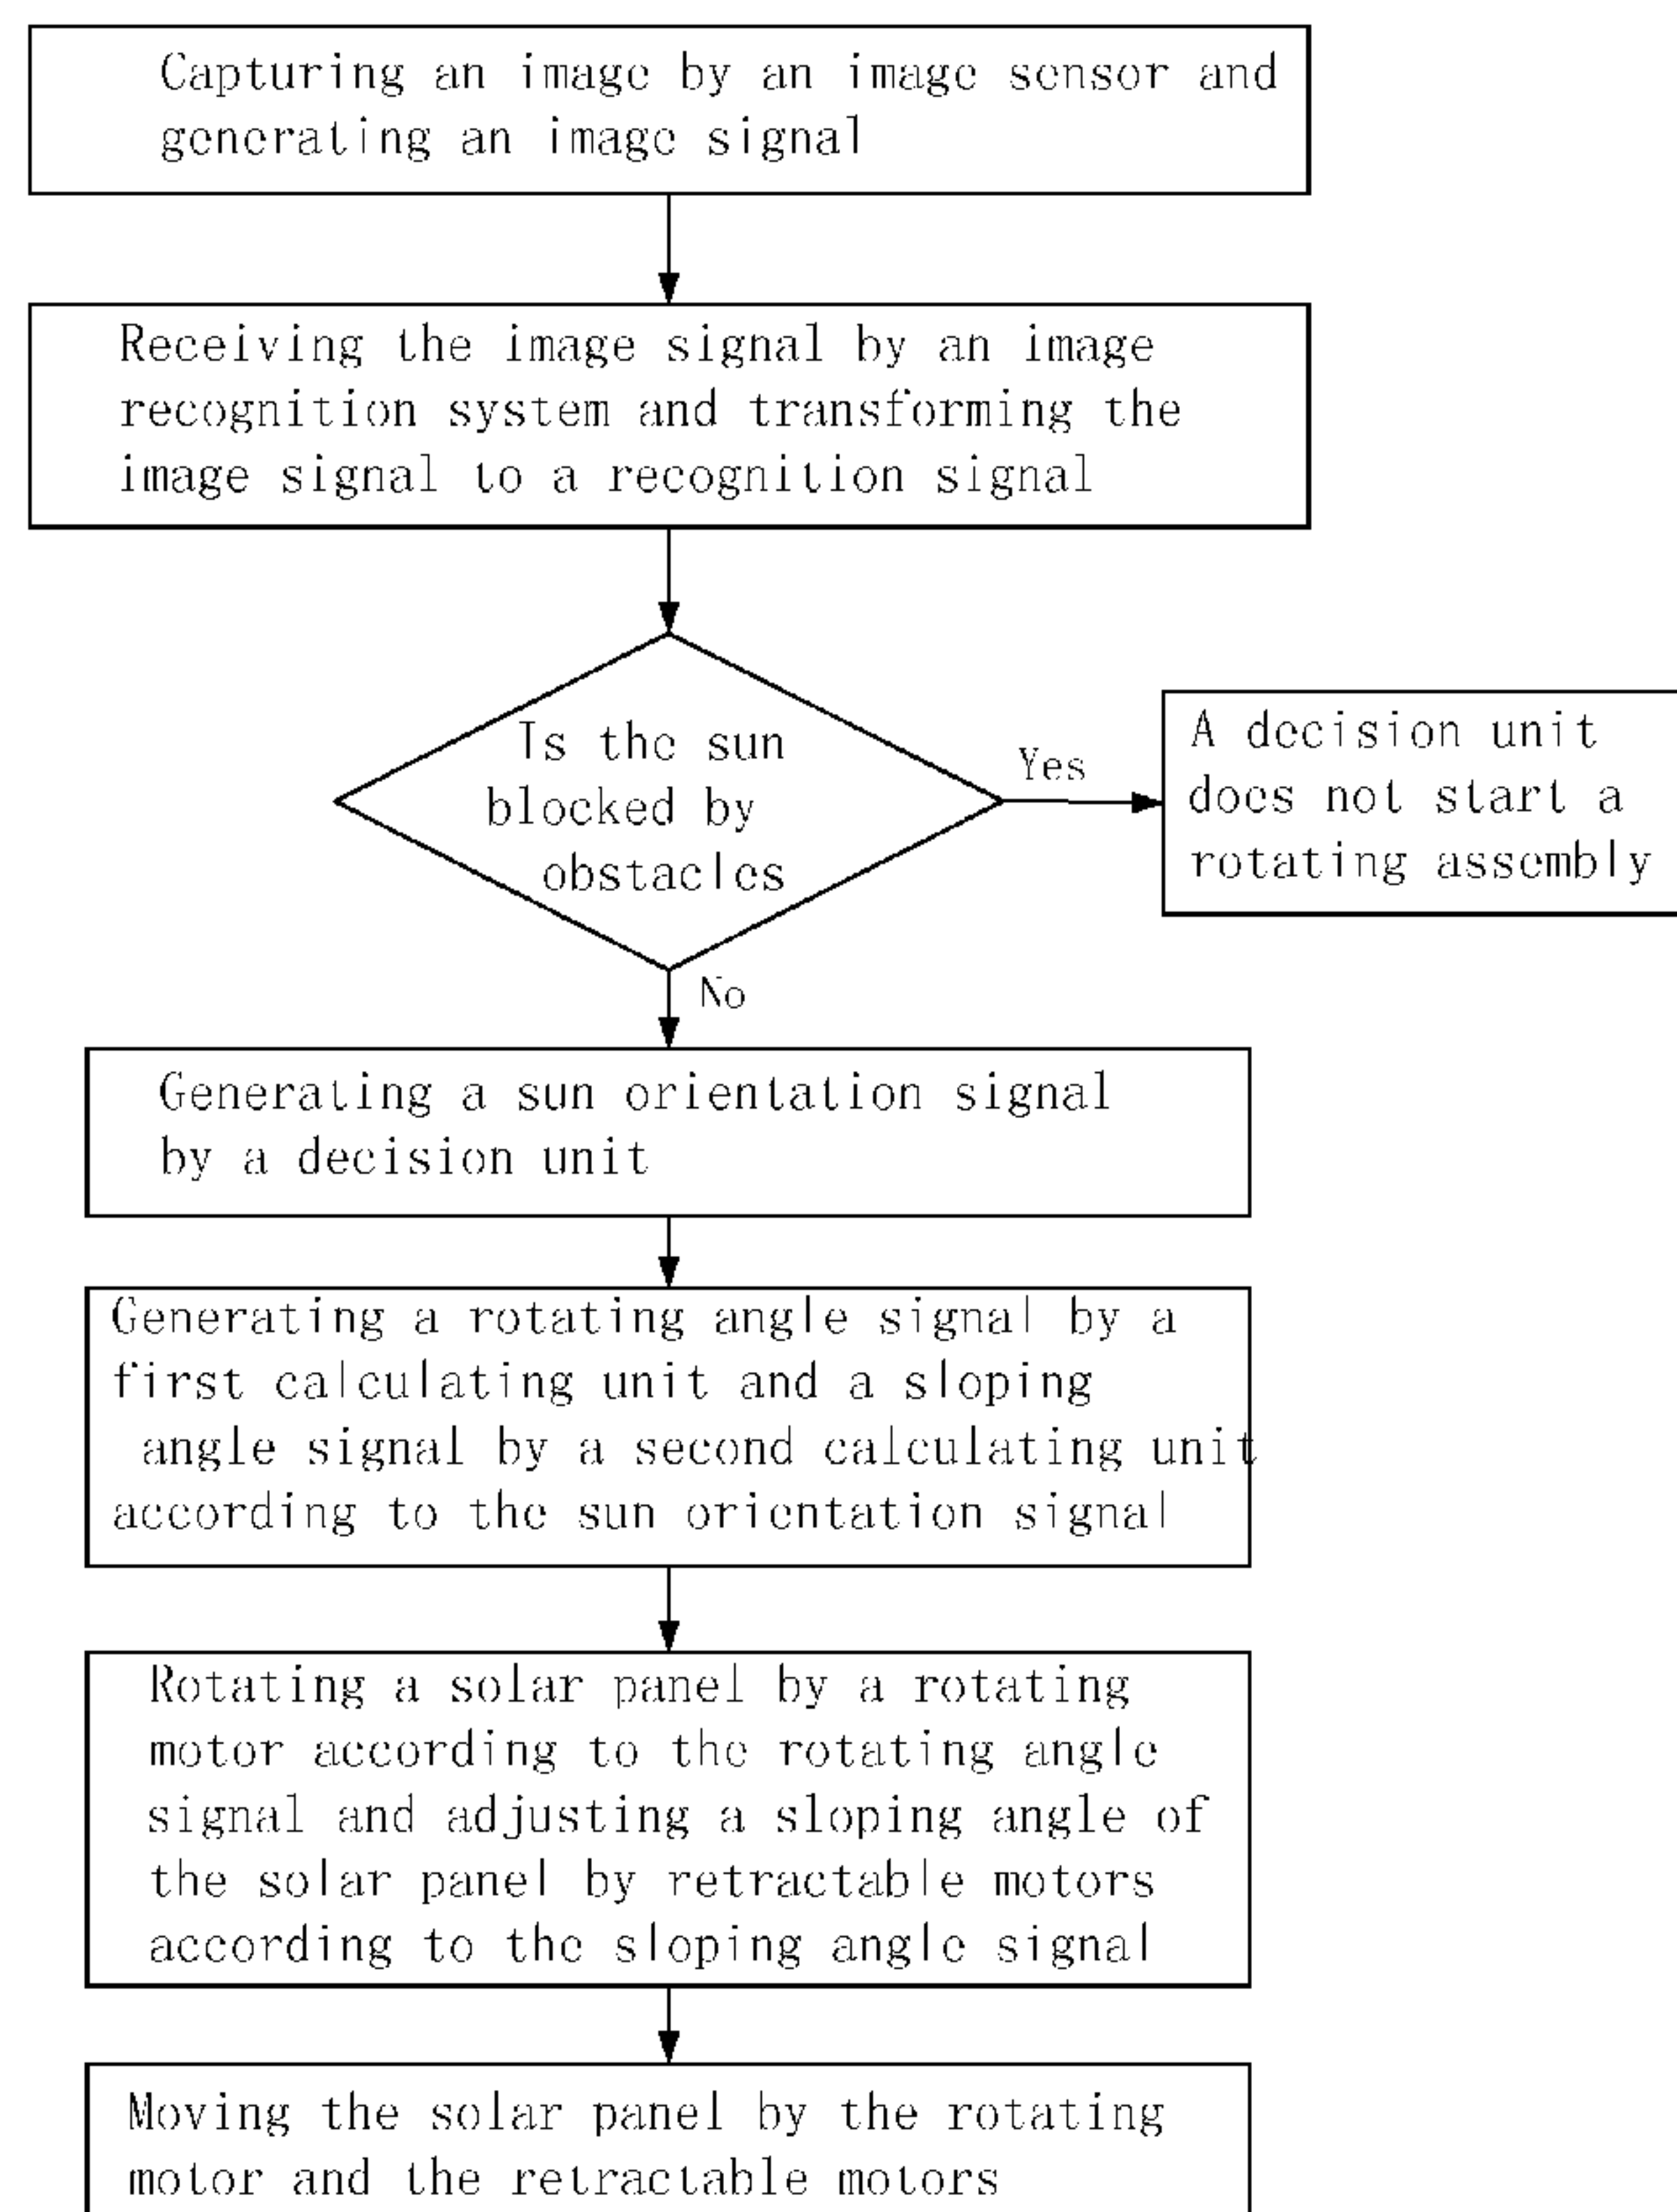 Capturing an image by an image sensor and
generating an image signal
Receiving the image signal by an image
recognition system and transforming the
image signal to a recognition signal
Is the sun
blocked by
obstacles
Yes
A decision unit
does not start a
rotating assembly
No
Generating a sun orientation signal
by a decision unit
Generating a rotating angle signal by a
first calculating unit and a sloping
angle signal by a second calculating unit
according to the sun orientation signal
Rotating a solar panel by a rotating
motor according to the rotating angle
signal and adjusting a sloping angle of
the solar panel by retractable motors
according to the sloping angle signal
Moving the solar panel by the rotating
motor and the retractable motors